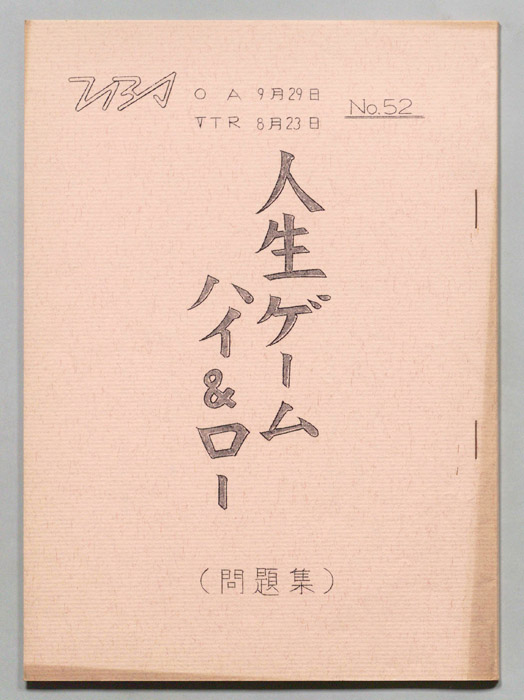 OA 9月29日
VTR 8月23日
No.52
人生ゲーム
ハイ&ロー
(問題集)